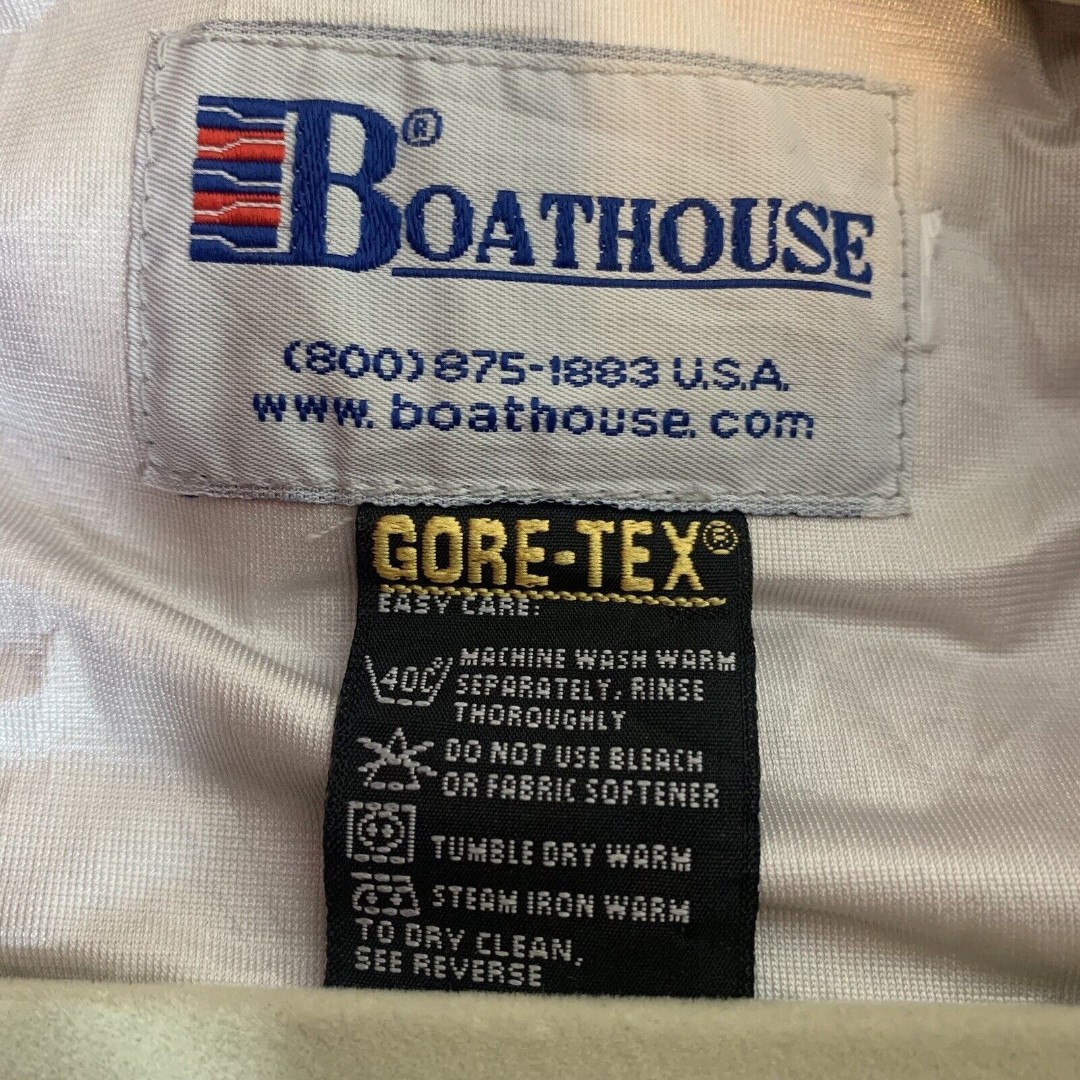 BOATHOUSE®
(800) 875-1883 U.S.A.
www.boathouse.com
GORE-TEX®
EASY CARE:
40C
MACHINE WASH WARM
SEPARATELY, RINSE
THOROUGHLY
DO NOT USE BLEACH
OR FABRIC SOFTENER
TUMBLE DRY WARM
STEAM IRON WARM
TO DRY CLEAN,
SEE REVERSE